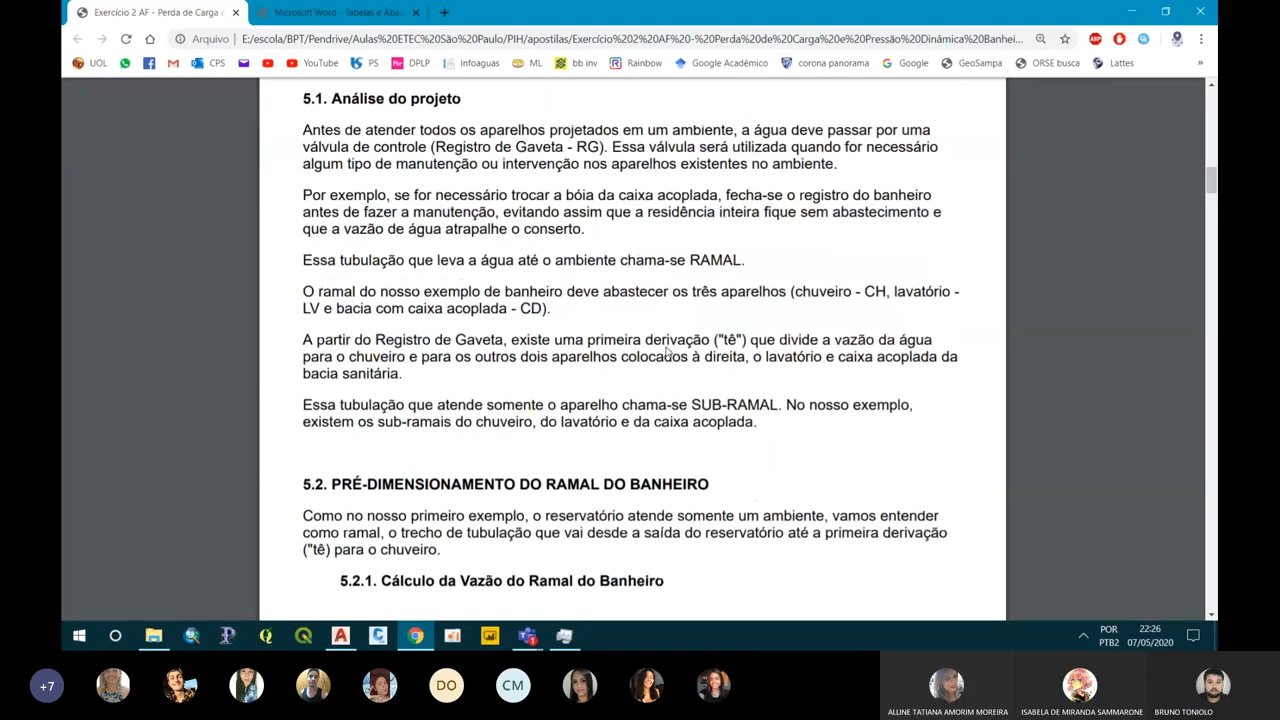 Exercício 2 AF - Perda de Carga e
Microsoft Word - Tabelas e Ába
Arquivo
E:/escola/BPT/Pendrive/Aulas%20ETEC%20São%20Paulo/PIH/apostilas/Exercício%202%20AF%20-%20Perda%20de%20Carga%20e%20Pressão%20Dinâmica%20Banhei...
ABP
UOL
CPS
YouTube
PS
DPLP
Infoaguas
ML
bb inv
Rainbow
Google Acadêmico
corona panorama
Google
GeoSampa
ORSE busca
Lattes
»
5.1. Análise do projeto
Antes de atender todos os aparelhos projetados em um ambiente, a água deve passar por uma
válvula de controle (Registro de Gaveta - RG). Essa válvula será utilizada quando for necessário
algum tipo de manutenção ou intervenção nos aparelhos existentes no ambiente.
Por exemplo, se for necessário trocar a bóia da caixa acoplada, fecha-se o registro do banheiro
antes de fazer a manutenção, evitando assim que a residência inteira fique sem abastecimento e
que a vazão de água atrapalhe o conserto.
Essa tubulação que leva a água até o ambiente chama-se RAMAL.
O ramal do nosso exemplo de banheiro deve abastecer os três aparelhos (chuveiro - CH, lavatório -
LV e bacia com caixa acoplada - CD).
A partir do Registro de Gaveta, existe uma primeira derivação ("tê") que divide a vazão da água
para o chuveiro e para os outros dois aparelhos colocados à direita, o lavatório e caixa acoplada da
bacia sanitária.
Essa tubulação que atende somente o aparelho chama-se SUB-RAMAL. No nosso exemplo,
existem os sub-ramais do chuveiro, do lavatório e da caixa acoplada.
5.2. PRÉ-DIMENSIONAMENTO DO RAMAL DO BANHEIRO
Como no nosso primeiro exemplo, o reservatório atende somente um ambiente, vamos entender
como ramal, o trecho de tubulação que vai desde a saída do reservatório até a primeira derivação
("tê) para o chuveiro.
5.2.1. Cálculo da Vazão do Ramal do Banheiro
POR
PTB2
22:26
07/05/2020
+7
DO
CM
ALLINE TATIANA AMORIM MOREIRA
ISABELA DE MIRANDA SAMMARONE
BRUNO TONIOLO